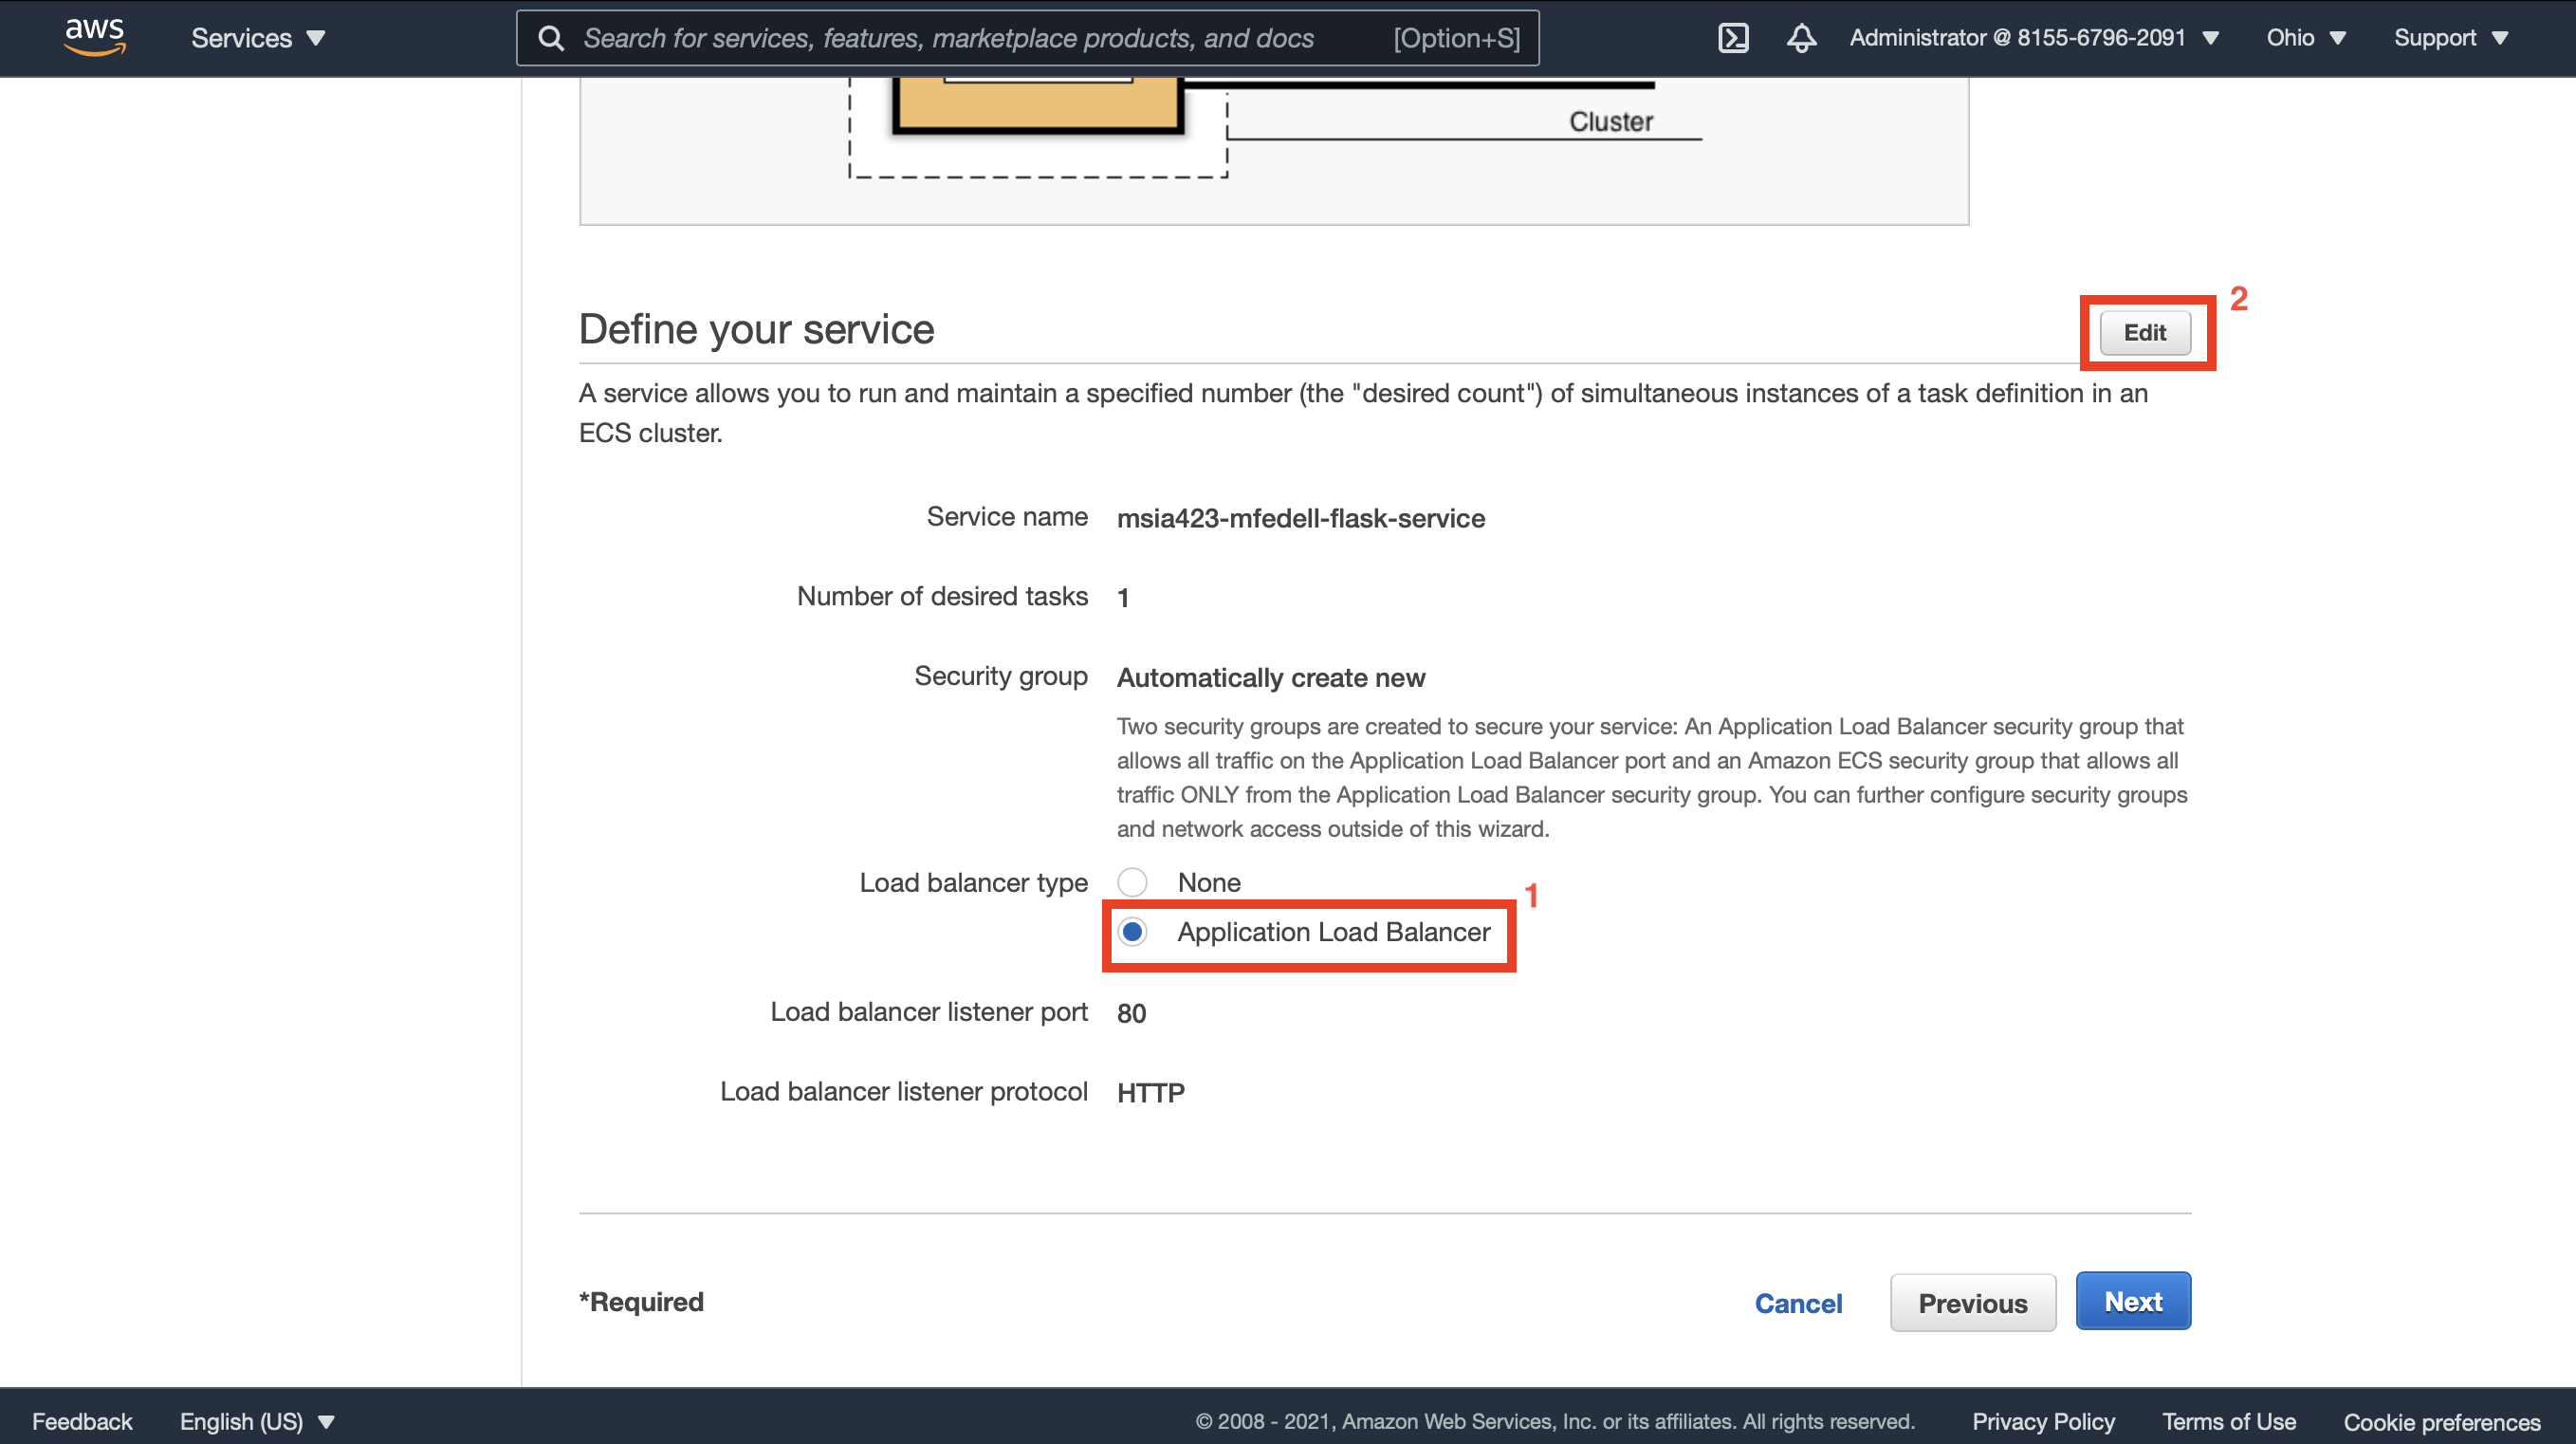 aws Services Search for services, features, marketplace products, and docs [Option+S] Administrator @ 8155-6796-2091 Ohio Support
Cluster
2
Define your service Edit
A service allows you to run and maintain a specified number (the "desired count") of simultaneous instances of a task definition in an
ECS cluster.
Service name msia423-mfedell-flask-service
Number of desired tasks 1
Security group Automatically create new
Two security groups are created to secure your service: An Application Load Balancer security group that
allows all traffic on the Application Load Balancer port and an Amazon ECS security group that allows all
traffic ONLY from the Application Load Balancer security group. You can further configure security groups
and network access outside of this wizard.
Load balancer type None
1
Application Load Balancer
Load balancer listener port 80
Load balancer listener protocol HTTP
*Required Cancel Previous Next
Feedback English (US) © 2008 - 2021, Amazon Web Services, Inc. or its affiliates. All rights reserved. Privacy Policy Terms of Use Cookie preferences